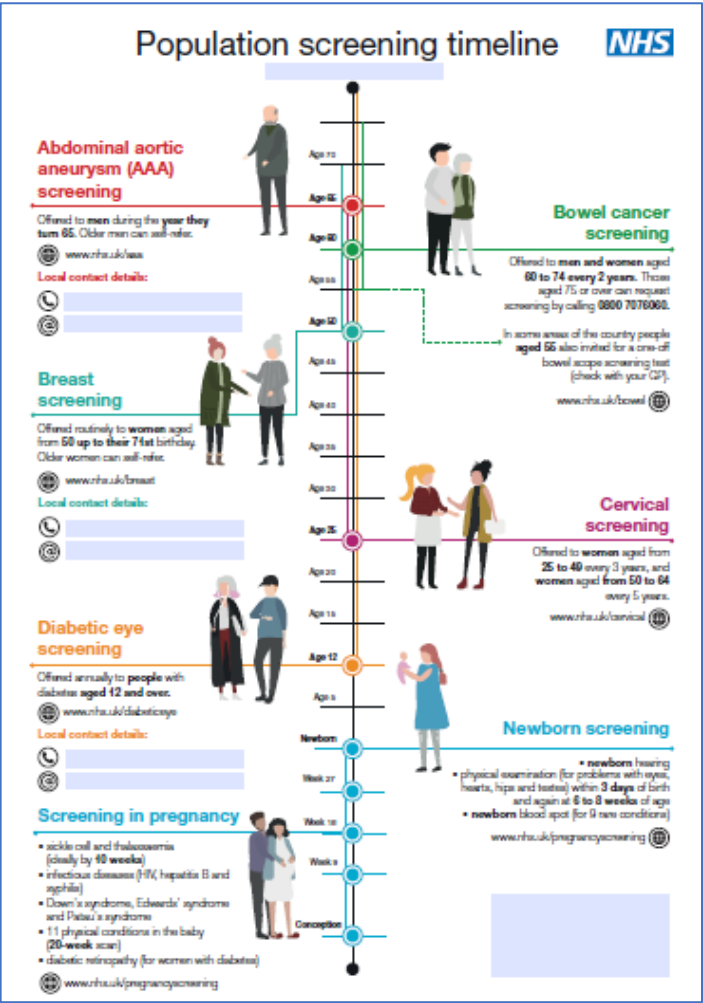 Population screening timeline
NHS
Abdominal aortic
aneurysm (AAA)
screening
Offered to men during the year they
turn 65. Older men can self-refer.
www.nhs.uk/aaa
Local contact details:
Bowel cancer
screening
Offered to men and women aged
60 to 74 every 2 years. Those
aged 75 or over can request
screening by calling 0800 7076060.
In some areas of the country people
aged 55 also invited for a one-off
bowel scope screening test
(check with your GP).
www.nhs.uk/bowel
Breast
screening
Offered routinely to women aged
from 50 up to their 71st birthday.
Older women can self-refer.
www.nhs.uk/breast
Local contact details:
Cervical
screening
Offered to women aged from
25 to 49 every 3 years, and
women aged from 50 to 64
every 5 years.
www.nhs.uk/cervical
Diabetic eye
screening
Offered annually to people with
diabetes aged 12 and over.
www.nhs.uk/diabeticeye
Local contact details:
Newborn screening
• newborn hearing
• physical examination (for problems with eyes,
hearts, hips and testes) within 3 days of birth
and again at 6 to 8 weeks of age
• newborn blood spot (for 9 rare conditions)
www.nhs.uk/pregnancyscreening
Screening in pregnancy
• sickle cell and thalassaemia
(ideally by 10 weeks)
• infectious diseases (HIV, hepatitis B and
syphilis)
• Down's syndrome, Edwards' syndrome
and Patau's syndrome
• 11 physical conditions in the baby
(20-week scan)
• diabetic retinopathy (for women with diabetes)
www.nhs.uk/pregnancyscreening
Age 70
Age 65
Age 60
Age 55
Age 50
Age 45
Age 40
Age 35
Age 30
Age 25
Age 20
Age 15
Age 12
Age 5
Newborn
Week 27
Week 18
Week 9
Conception